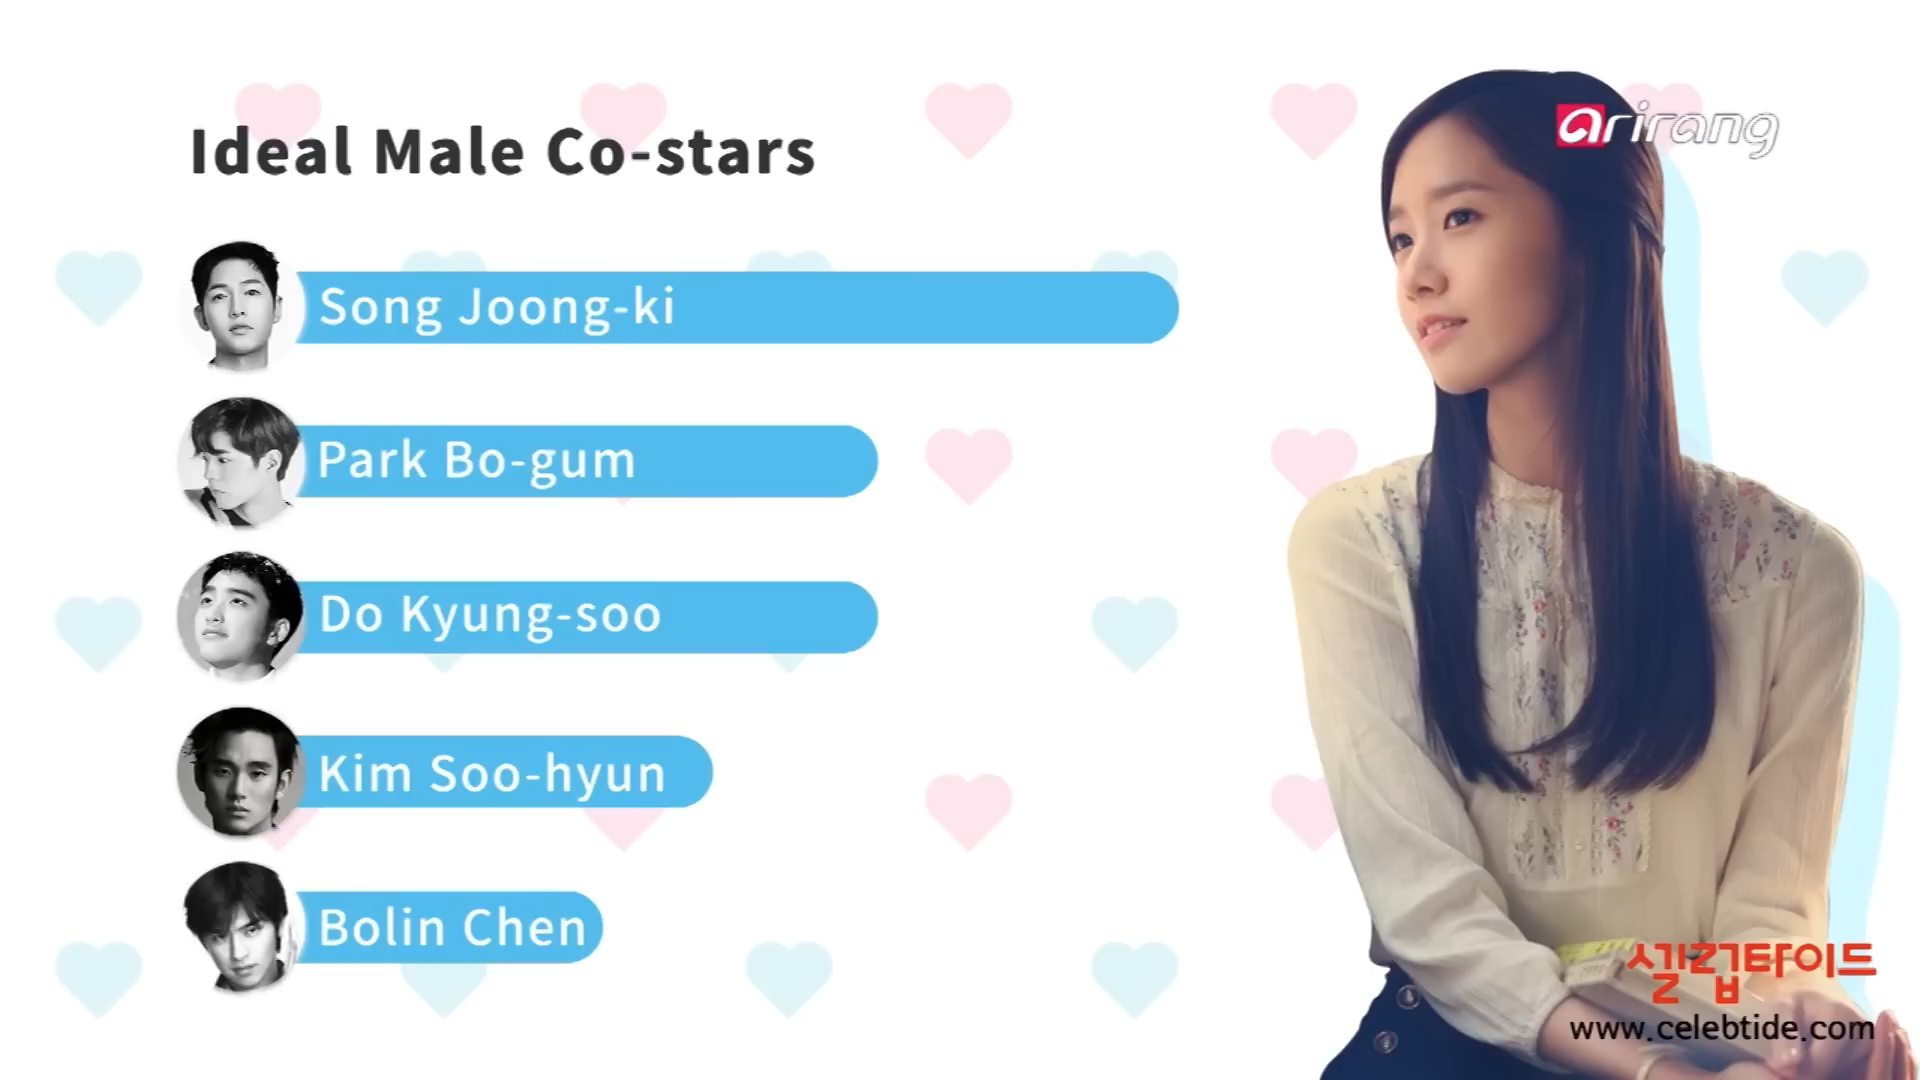 arirang
Ideal Male Co-stars
Song Joong-ki
Park Bo-gum
Do Kyung-soo
Kim Soo-hyun
Bolin Chen
셀럽타이드
www.celebtide.com